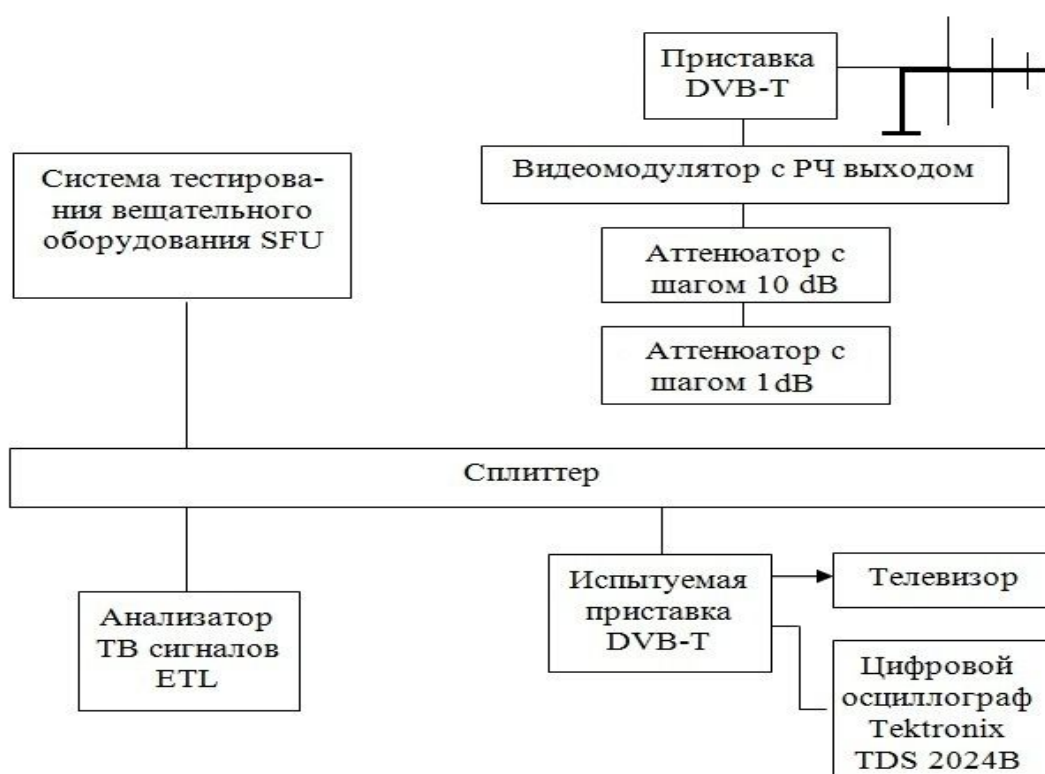 Приставка
DVB-T
Видеомодулятор с РЧ выходом
Система тестирова-
ния вещательного
оборудования SFU
Аттенюатор с
шагом 10 dB
Аттенюатор с
шагом 1dB
Сплиттер
Анализатор
ТВ сигналов
ETL
Испытуемая
приставка
DVB-T
Телевизор
Цифровой
осциллограф
Tektronix
TDS 2024B